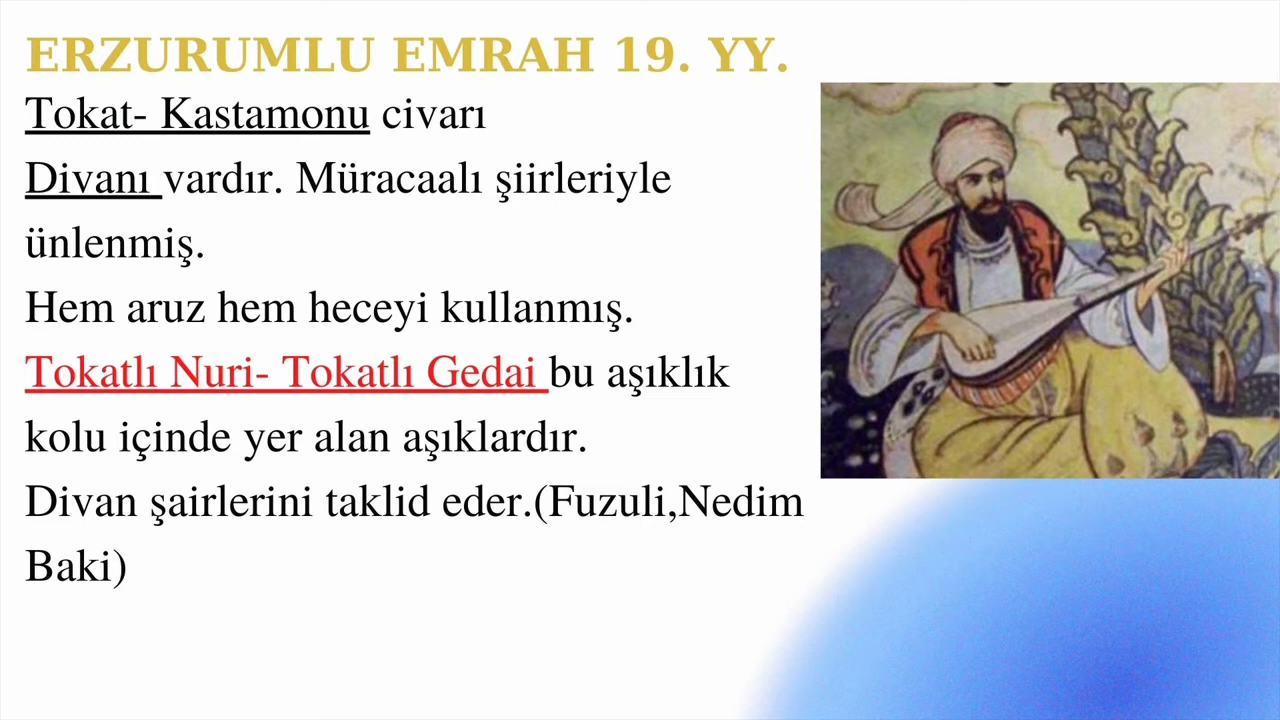 ERZURUMLU EMRAH 19. YY.
Tokat- Kastamonu civarı
Divanı vardır. Müracaalı şiirleriyle
ünlenmiş.
Hem aruz hem heceyi kullanmış.
Tokatlı Nuri- Tokatlı Gedai bu aşıklık
kolu içinde yer alan aşıklardır.
Divan şairlerini taklid eder.(Fuzuli,Nedim
Baki)